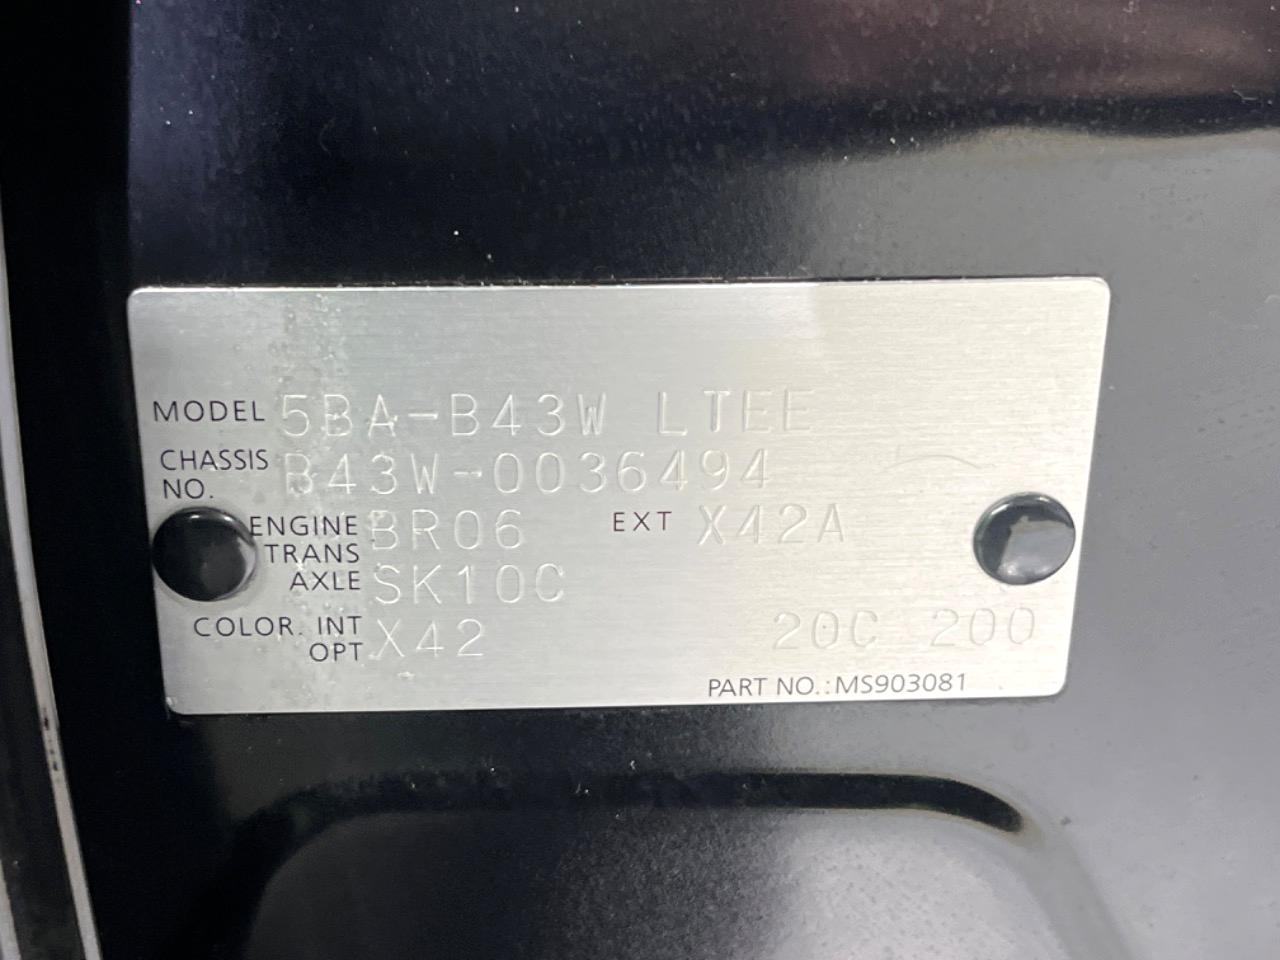 MODEL 5BA-B43W LTEE
CHASSIS NO. B43W-0036494
ENGINE BR06 EXT X42A
TRANS AXLE SK10C
COLOR. INT OPT X42 20C 200
PART NO.:MS903081